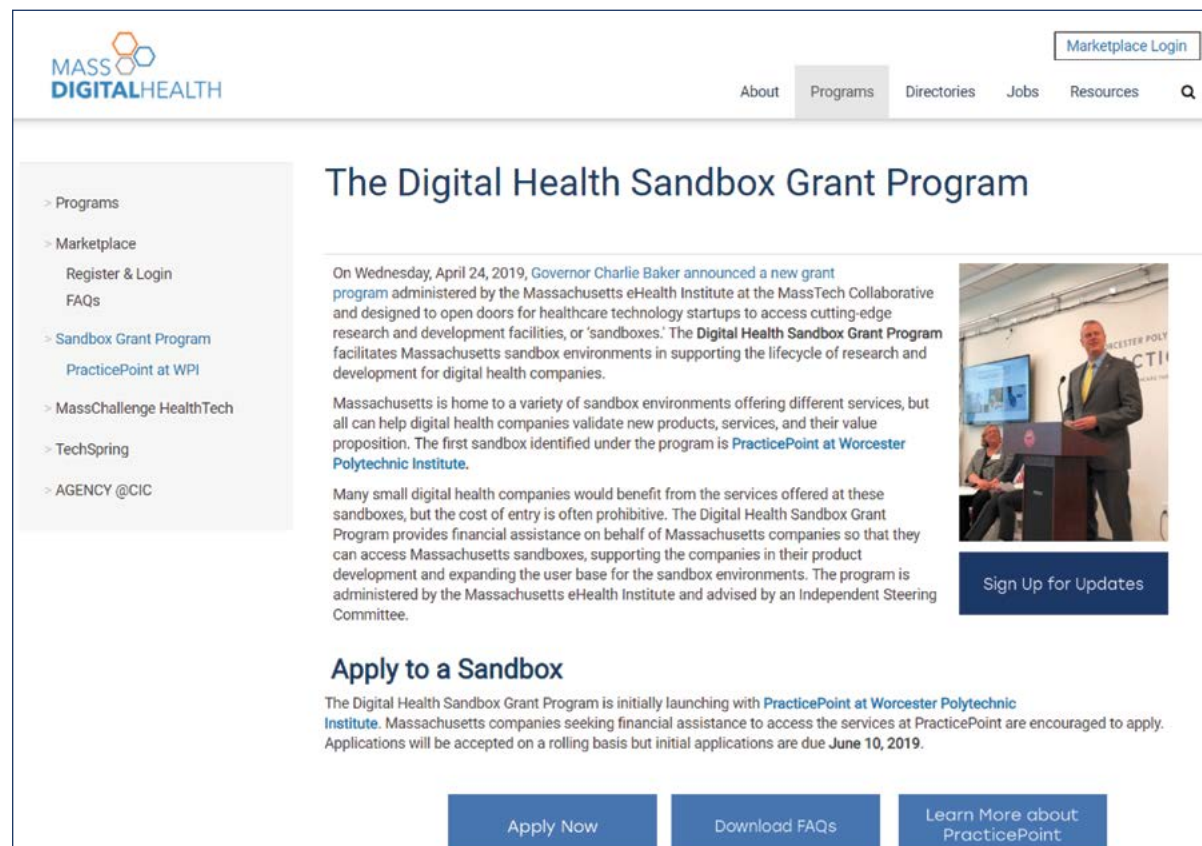 MASS
DIGITALHEALTH
Marketplace Login
About Programs Directories Jobs Resources
> Programs
> Marketplace
Register & Login
FAQs
> Sandbox Grant Program
PracticePoint at WPI
> MassChallenge HealthTech
> TechSpring
> AGENCY @CIC
The Digital Health Sandbox Grant Program
On Wednesday, April 24, 2019, Governor Charlie Baker announced a new grant
program administered by the Massachusetts eHealth Institute at the MassTech Collaborative
and designed to open doors for healthcare technology startups to access cutting-edge
research and development facilities, or ‘sandboxes.’ The Digital Health Sandbox Grant Program
facilitates Massachusetts sandbox environments in supporting the lifecycle of research and
development for digital health companies.
Massachusetts is home to a variety of sandbox environments offering different services, but
all can help digital health companies validate new products, services, and their value
proposition. The first sandbox identified under the program is PracticePoint at Worcester
Polytechnic Institute.
Many small digital health companies would benefit from the services offered at these
sandboxes, but the cost of entry is often prohibitive. The Digital Health Sandbox Grant
Program provides financial assistance on behalf of Massachusetts companies so that they
can access Massachusetts sandboxes, supporting the companies in their product
development and expanding the user base for the sandbox environments. The program is
administered by the Massachusetts eHealth Institute and advised by an Independent Steering
Committee.
Sign Up for Updates
Apply to a Sandbox
The Digital Health Sandbox Grant Program is initially launching with PracticePoint at Worcester Polytechnic
Institute. Massachusetts companies seeking financial assistance to access the services at PracticePoint are encouraged to apply.
Applications will be accepted on a rolling basis but initial applications are due June 10, 2019.
Apply Now
Download FAQs
Learn More about
PracticePoint